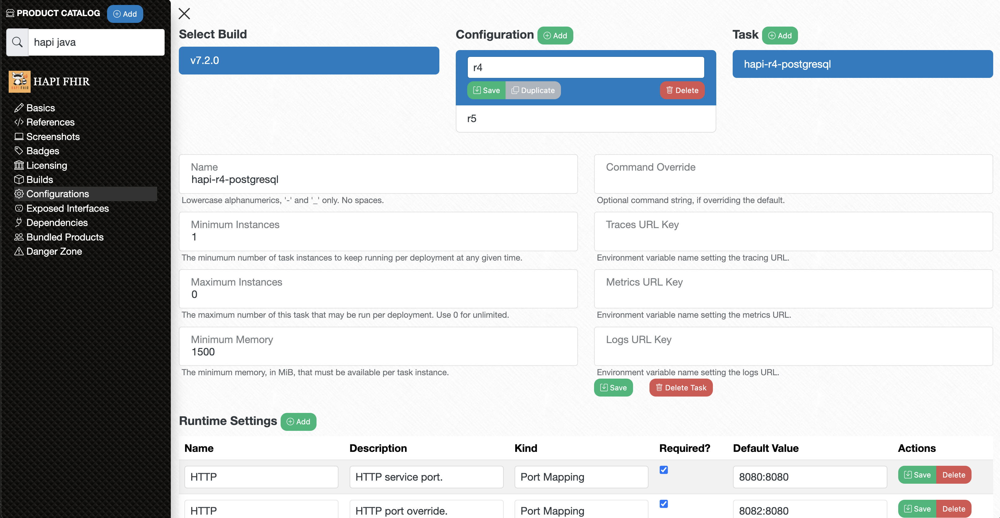 PRODUCT CATALOG
Add
hapi java
HAPI FHIR
HAPI FHIR
Basics
References
Screenshots
Badges
Licensing
Builds
Configurations
Exposed Interfaces
Dependencies
Bundled Products
Danger Zone
Select Build
v7.2.0
Configuration
Add
r4
Save
Duplicate
Delete
r5
Task
Add
hapi-r4-postgresql
Name
hapi-r4-postgresql
Lowercase alphanumerics, '-' and '_' only. No spaces.
Minimum Instances
1
The minumum number of task instances to keep running per deployment at any given time.
Maximum Instances
0
The maximum number of this task that may be run per deployment. Use 0 for unlimited.
Minimum Memory
1500
The minimum memory, in MiB, that must be available per task instance.
Command Override
Optional command string, if overriding the default.
Traces URL Key
Environment variable name setting the tracing URL.
Metrics URL Key
Environment variable name setting the metrics URL.
Logs URL Key
Environment variable name setting the logs URL.
Save
Delete Task
Runtime Settings
Add
Name Description Kind Required? Default Value Actions
HTTP HTTP service port. Port Mapping 8080:8080 Save Delete
HTTP HTTP port override. Port Mapping 8082:8080 Save Delete